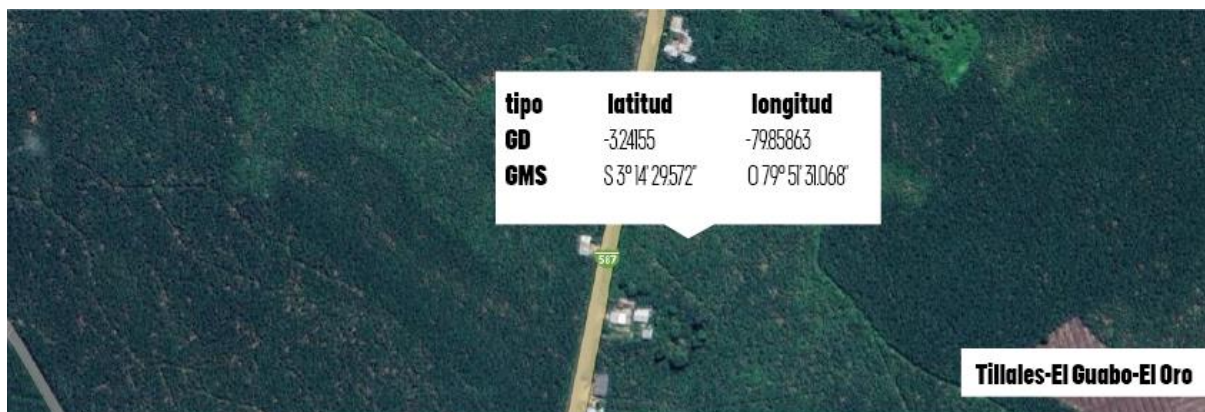 tipo latitud longitud
GD -3.24155 -79.85863
GMS S 3° 14' 29.572" O 79° 51' 31.068"
587
Tillales-El Guabo-El Oro